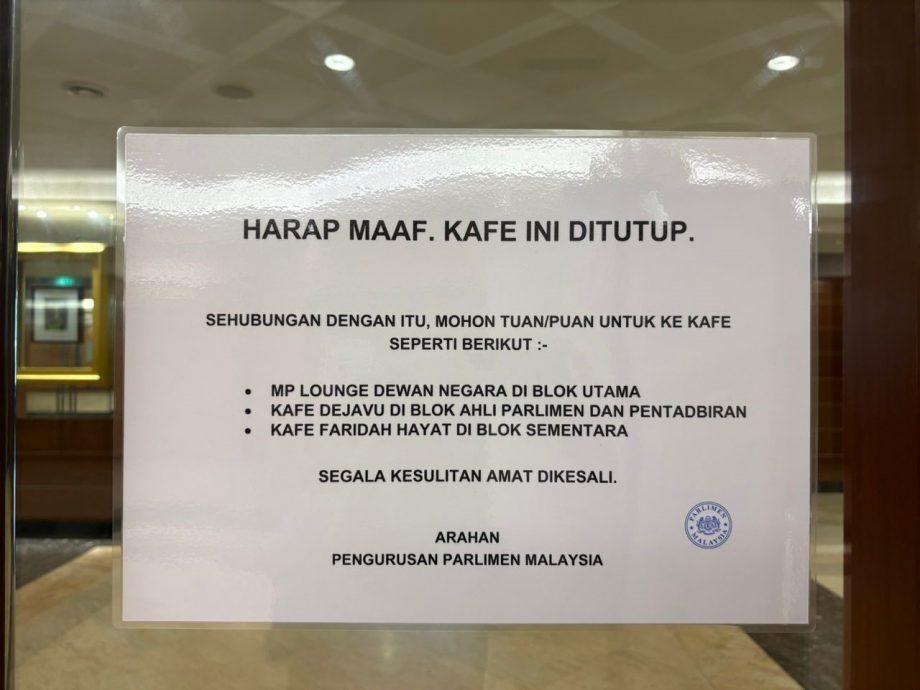 HARAP MAAF. KAFE INI DITUTUP.
SEHUBUNGAN DENGAN ITU, MOHON TUAN/PUAN UNTUK KE KAFE
SEPERTI BERIKUT :-
• MP LOUNGE DEWAN NEGARA DI BLOK UTAMA
• KAFE DEJAVU DI BLOK AHLI PARLIMEN DAN PENTADBIRAN
• KAFE FARIDAH HAYAT DI BLOK SEMENTARA
SEGALA KESULITAN AMAT DIKESALI.
ARAHAN
PENGURUSAN PARLIMEN MALAYSIA
PARLIMEN
MALAYSIA